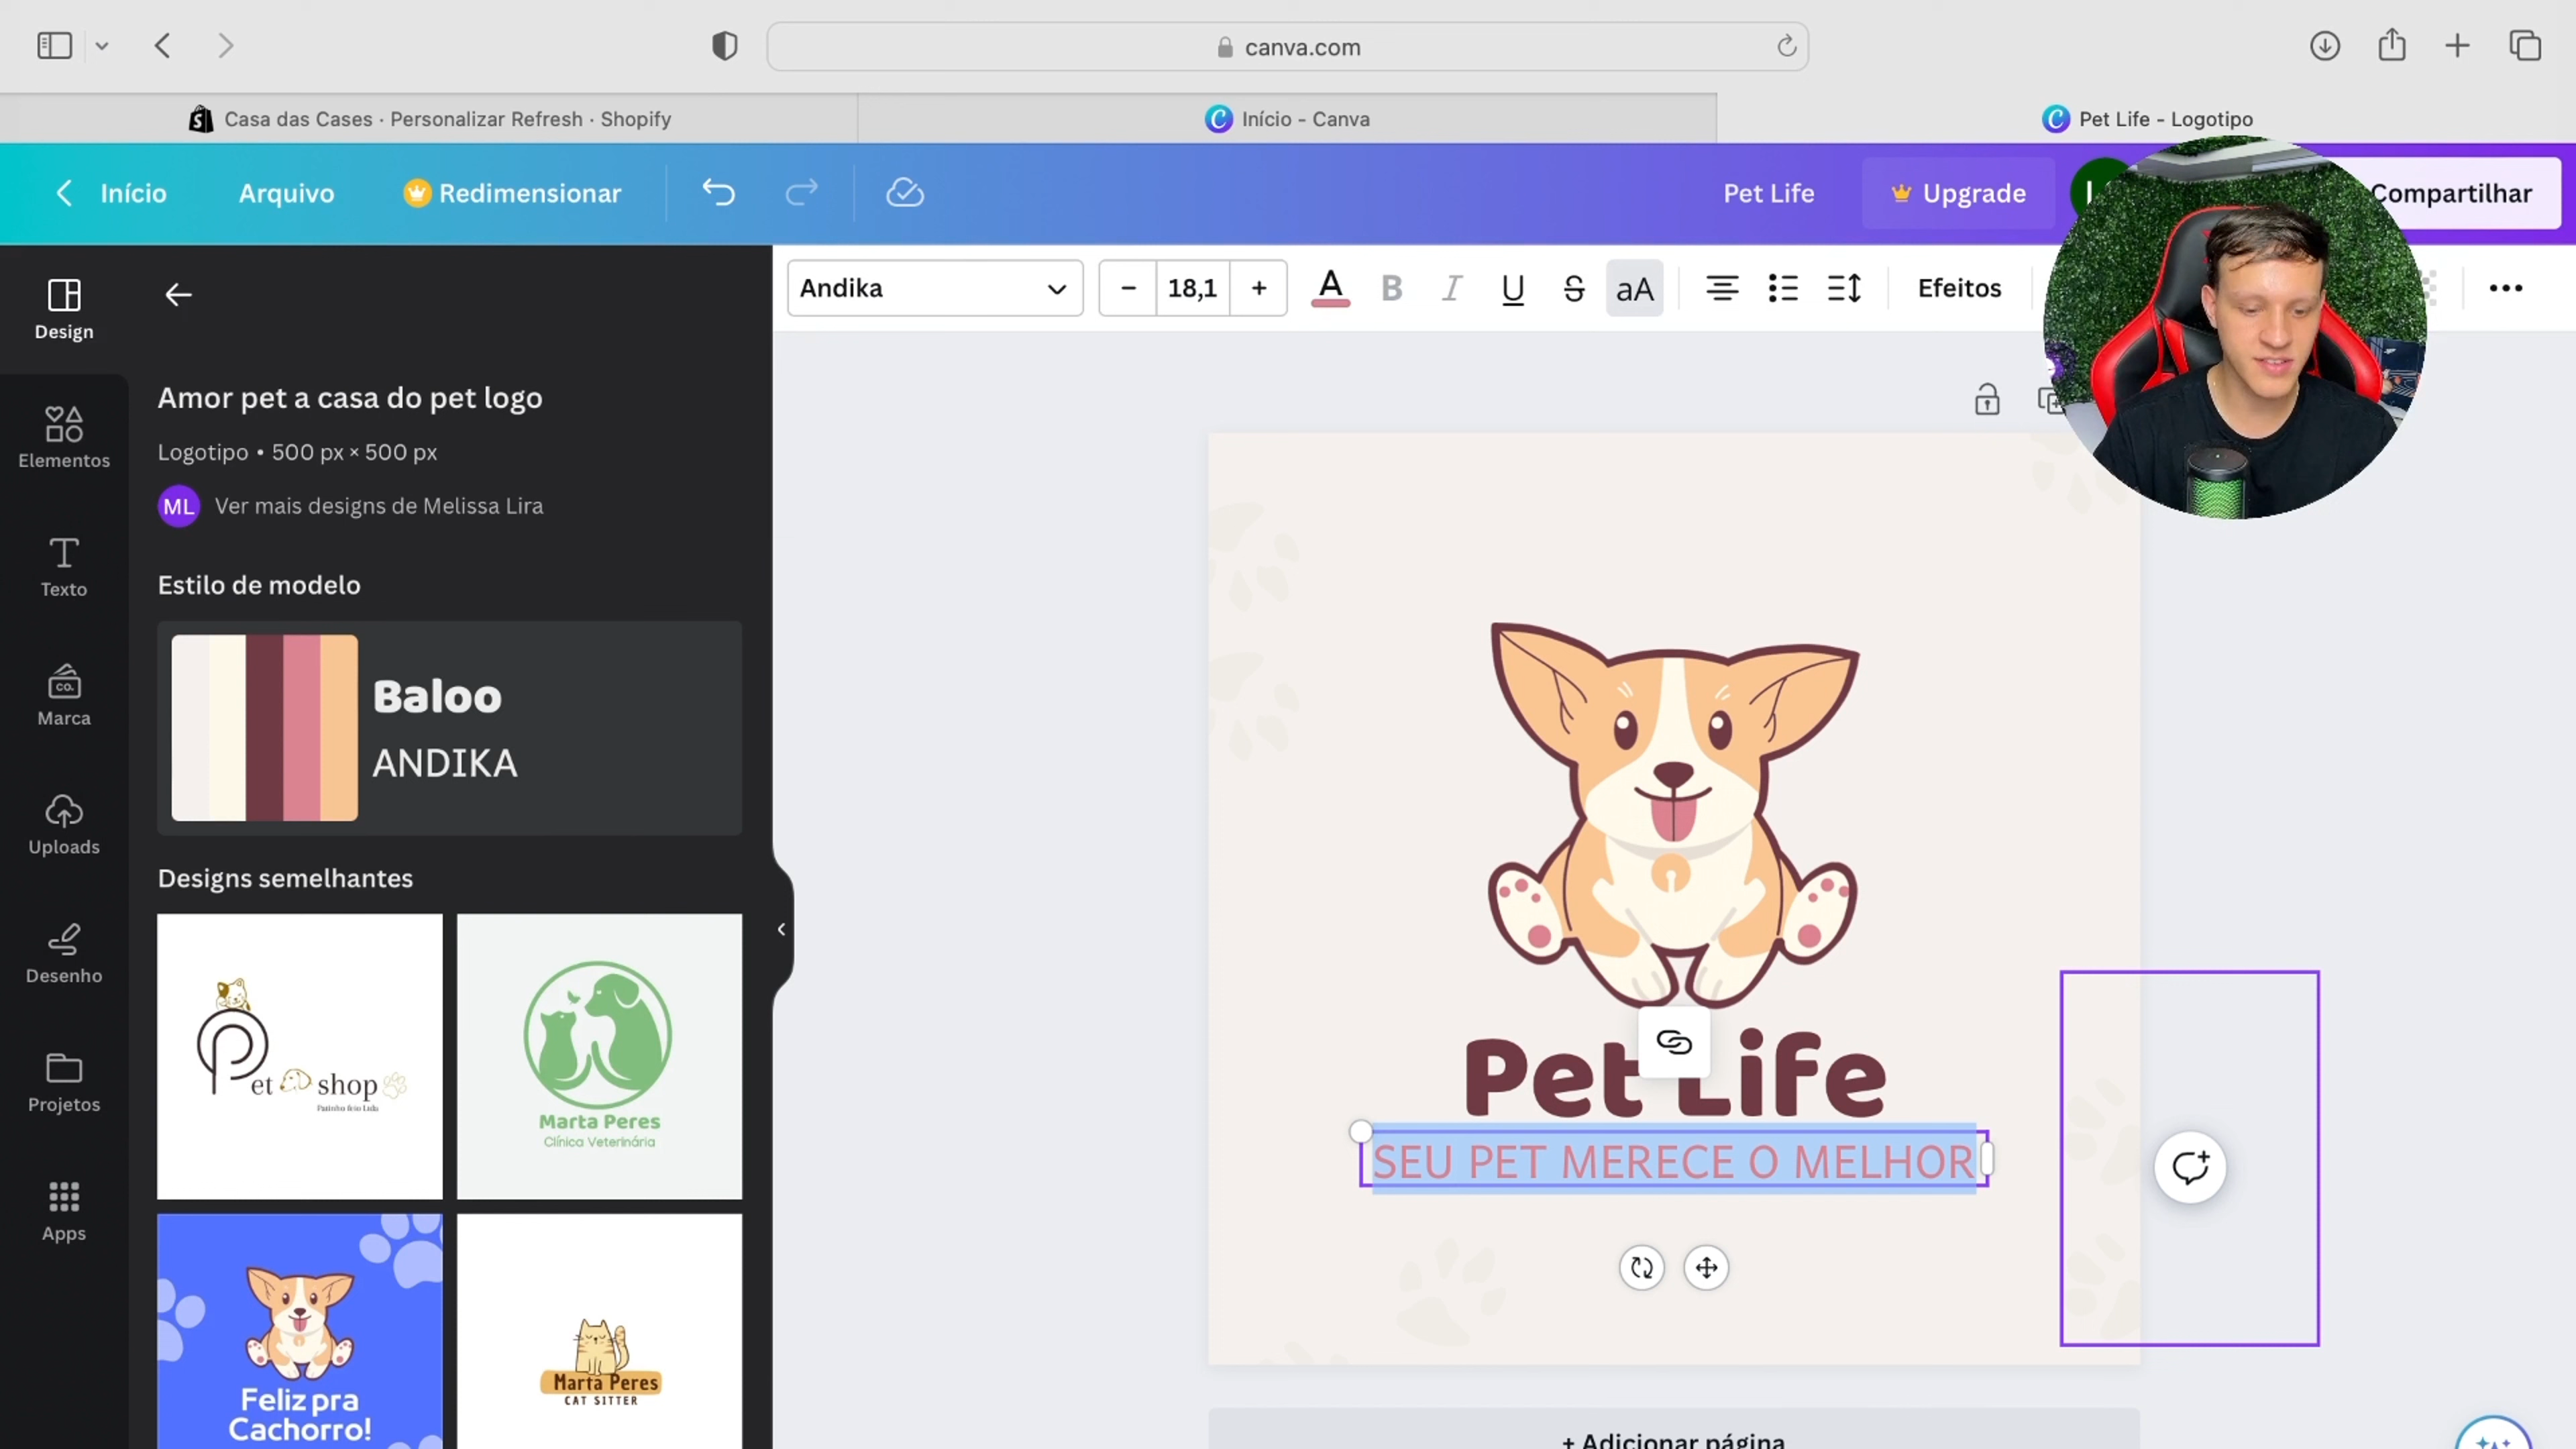 canva.com
Casa das Cases · Personalizar Refresh · Shopify
Início - Canva
Pet Life - Logotipo
Início
Arquivo
Redimensionar
Pet Life
Upgrade
Compartilhar
Design
Elementos
Texto
CO.
Marca
Uploads
Desenho
Projetos
Apps
Andika
18,1
A
B
I
U
S
aA
Efeitos
Amor pet a casa do pet logo
Logotipo • 500 px × 500 px
ML
Ver mais designs de Melissa Lira
Estilo de modelo
Baloo
ANDIKA
Designs semelhantes
Pet shop
Marta Peres
Clínica Veterinária
Feliz pra
Cachorro!
Marta Peres
CAT SITTER
Pet Life
SEU PET MERECE O MELHOR
+ Adicionar página